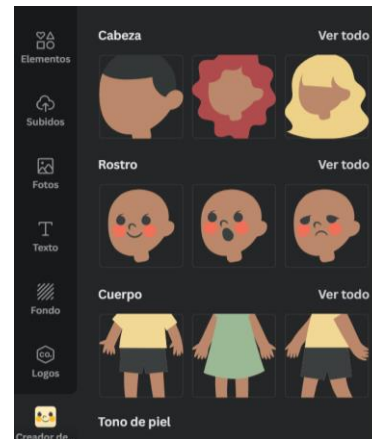 Elementos
Subidos
Fotos
Texto
Fondo
CO.
Logos
Creador de
Cabeza Ver todo
Rostro Ver todo
Cuerpo Ver todo
Tono de piel